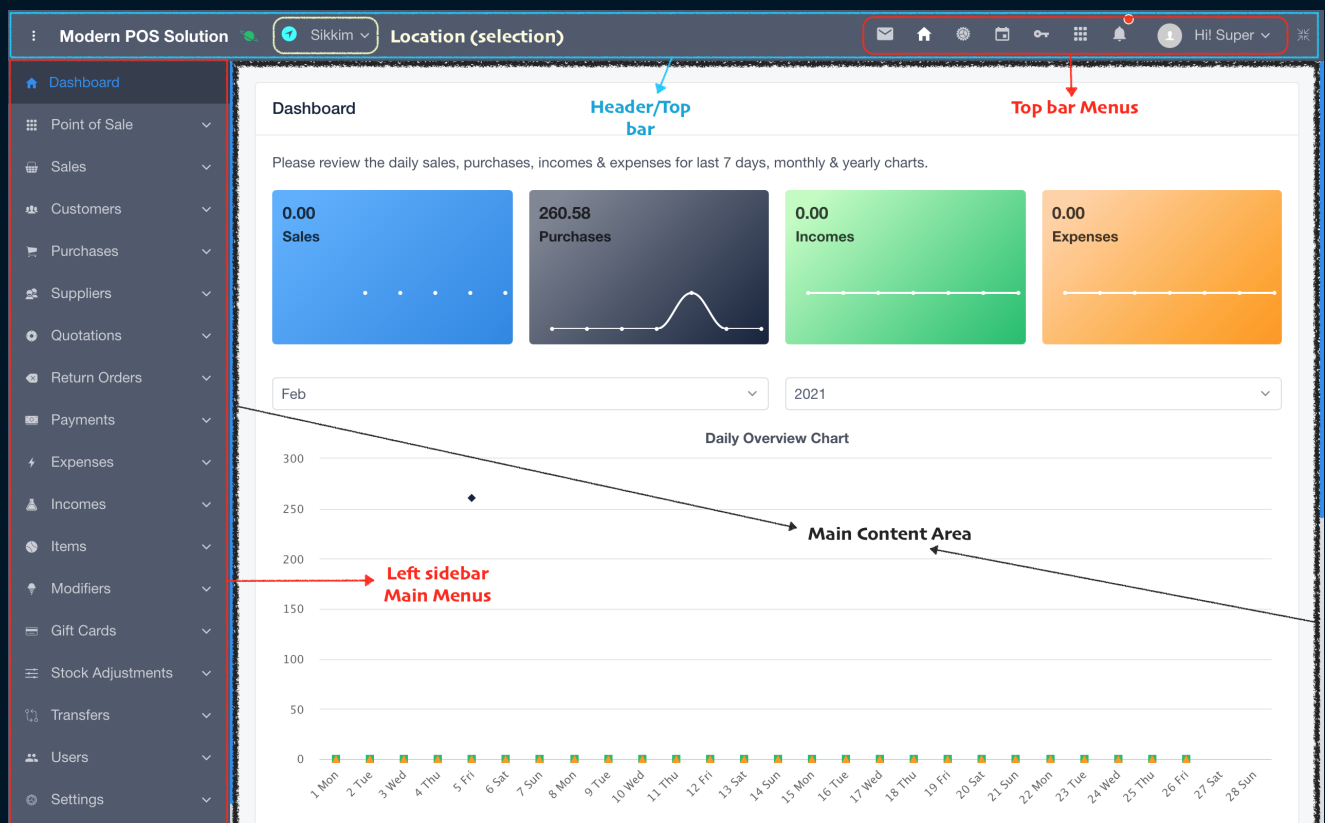 Modern POS Solution
Sikkim
Location (selection)
Hi! Super
Dashboard
Point of Sale
Sales
Customers
Purchases
Suppliers
Quotations
Return Orders
Payments
Expenses
Incomes
Items
Modifiers
Gift Cards
Stock Adjustments
Transfers
Users
Settings
Left sidebar
Main Menus
Header/Top
bar
Top bar Menus
Dashboard
Please review the daily sales, purchases, incomes & expenses for last 7 days, monthly & yearly charts.
0.00
Sales
260.58
Purchases
0.00
Incomes
0.00
Expenses
Feb
2021
Daily Overview Chart
300
250
200
150
100
50
0
Main Content Area
1 Mon
2 Tue
3 Wed
4 Thu
5 Fri
6 Sat
7 Sun
8 Mon
9 Tue
10 Wed
11 Thu
12 Fri
13 Sat
14 Sun
15 Mon
16 Tue
17 Wed
18 Thu
19 Fri
20 Sat
21 Sun
22 Mon
23 Tue
24 Wed
25 Thu
26 Fri
27 Sat
28 Sun